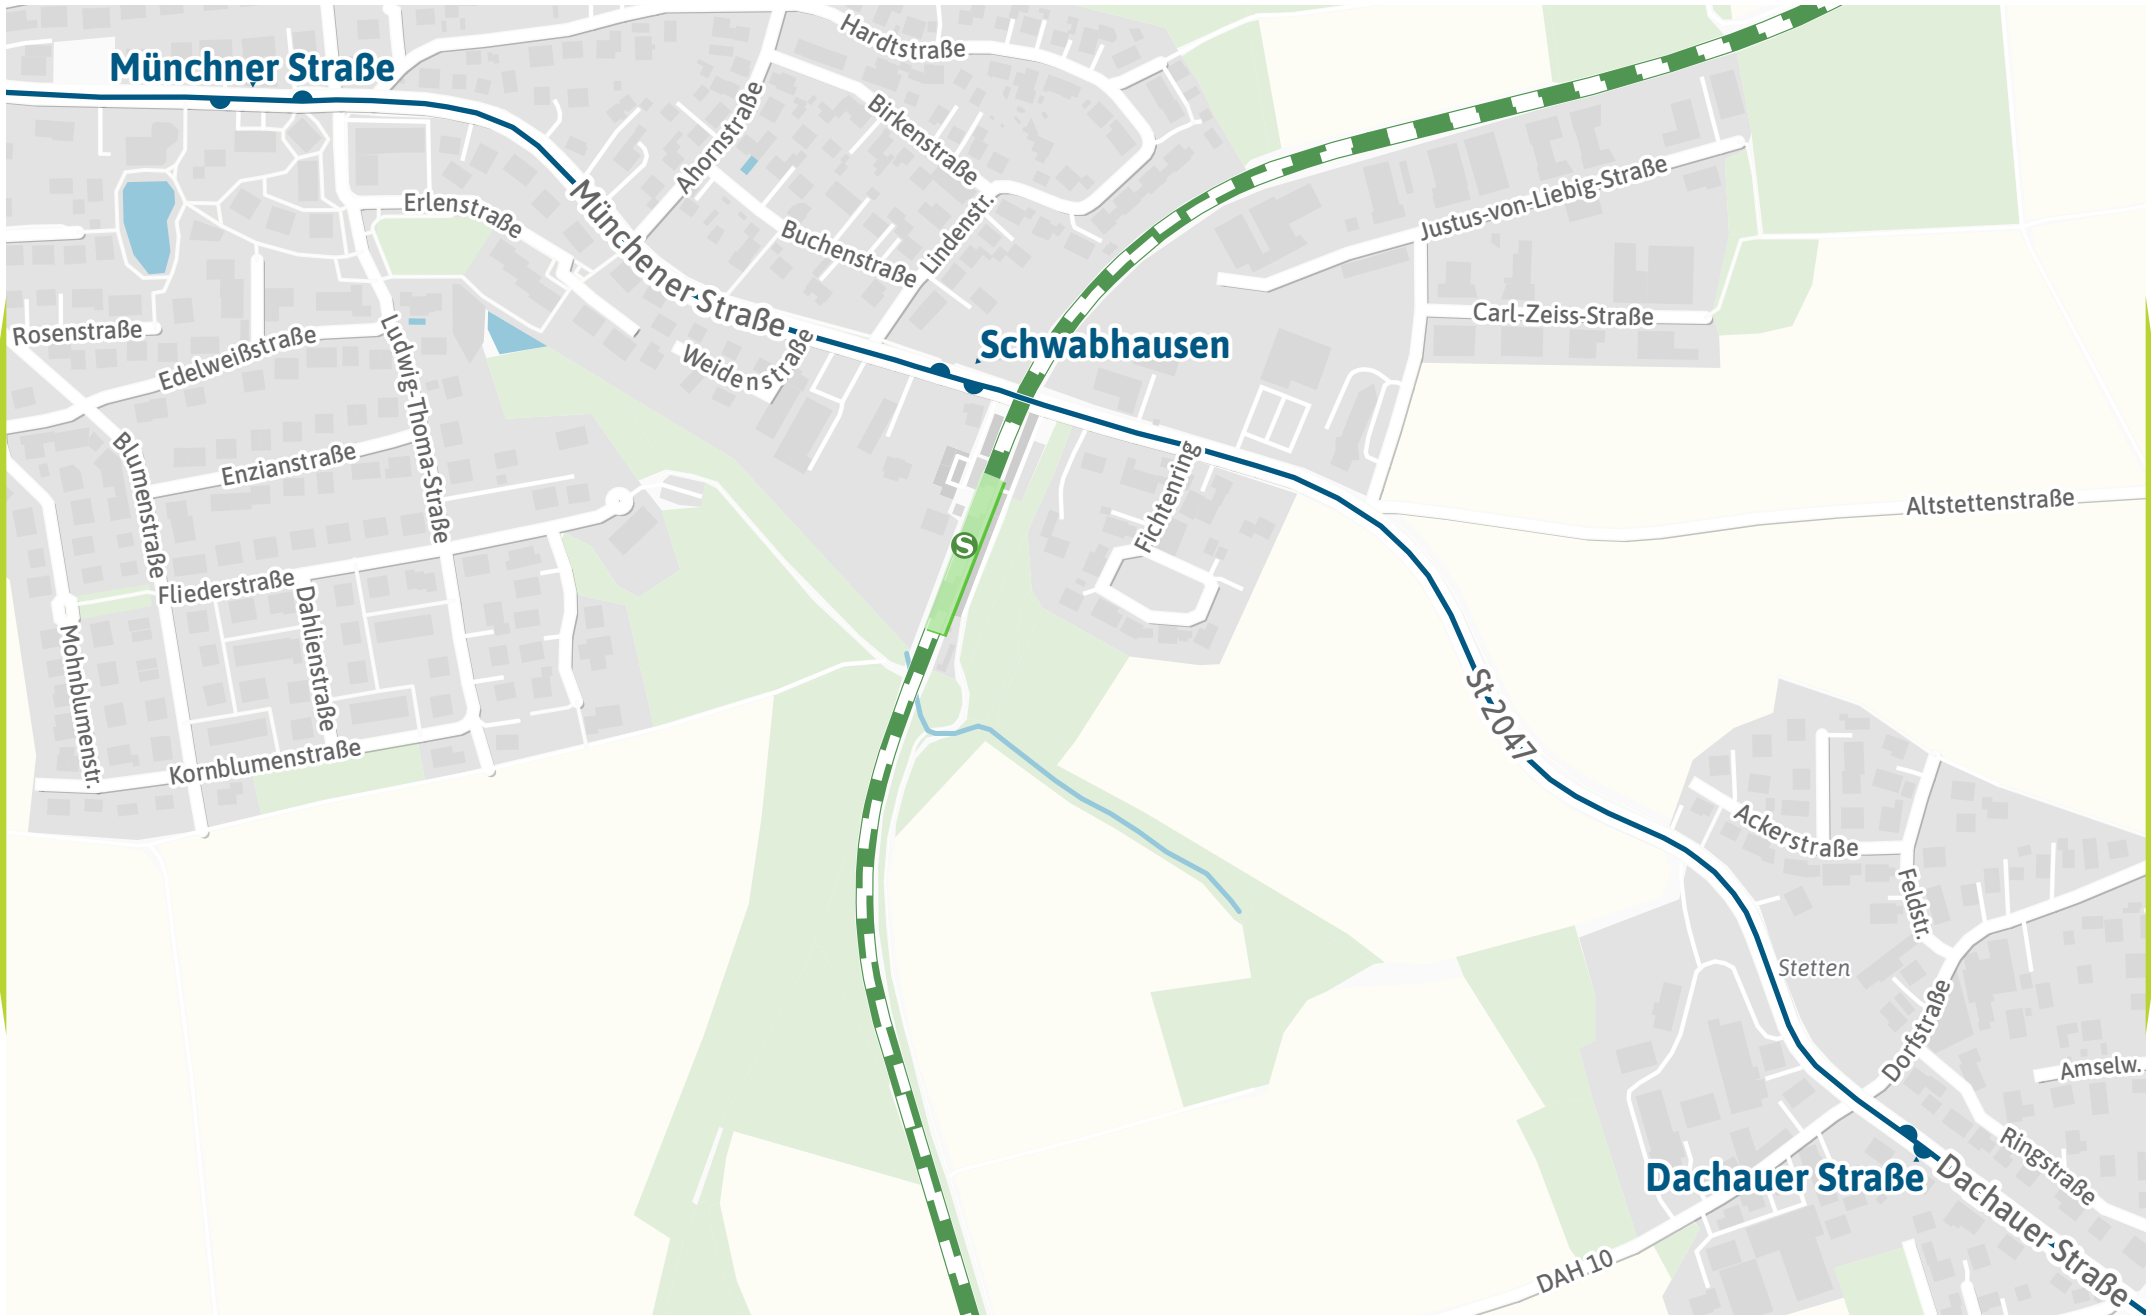 Hardtstraße
Münchner Straße
Birkenstraße
Ahornstraße
Justus-von-Liebig-Straße
Erlenstraße
Münchener Straße
Buchenstraße
Lindenstr.
Carl-Zeiss-Straße
Rosenstraße
Edelweißstraße
Ludwig-Thoma-Straße
Weidenstraße
Schwabhausen
Blumenstraße
Enzianstraße
Fichtenring
Altstettenstraße
S
Fliederstraße
Dahlienstraße
Mohnblumenstr.
Kornblumenstraße
St 2047
Ackerstraße
Feldstr.
Stetten
Dorfstraße
Amselw.
Ringstraße
Dachauer Straße
Dachauer Straße
DAH 10